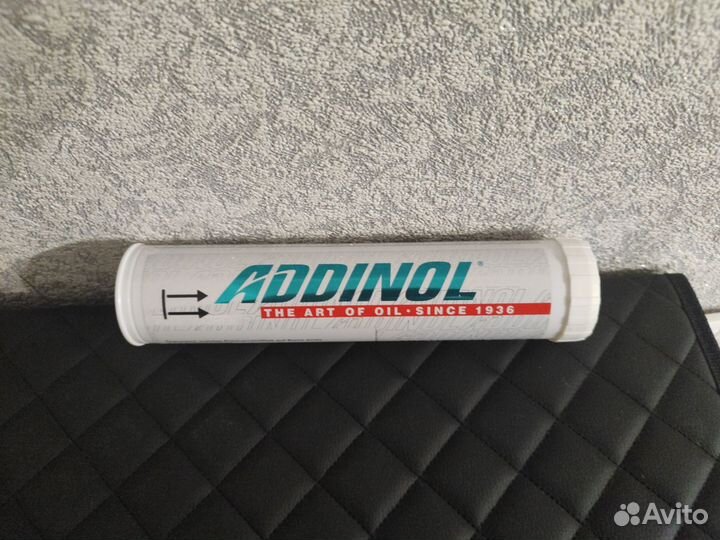 ADDINOL®
THE ART OF OIL · SINCE 1936
Avito